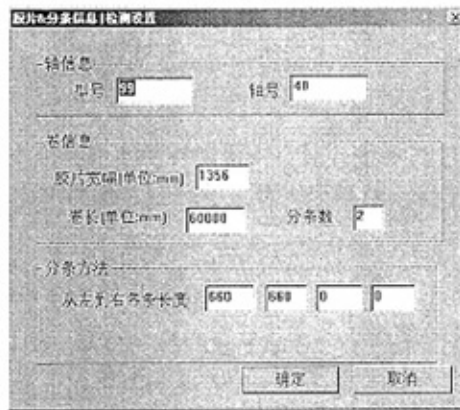 胶片&分条信息|检测设置
轴信息
型号 99 轴号 48
卷信息
胶片宽幅(单位:mm) 1356
卷长(单位:mm) 60000 分条数 2
分条方法
从左到右各条长度 660 660 0 0
确定 取消